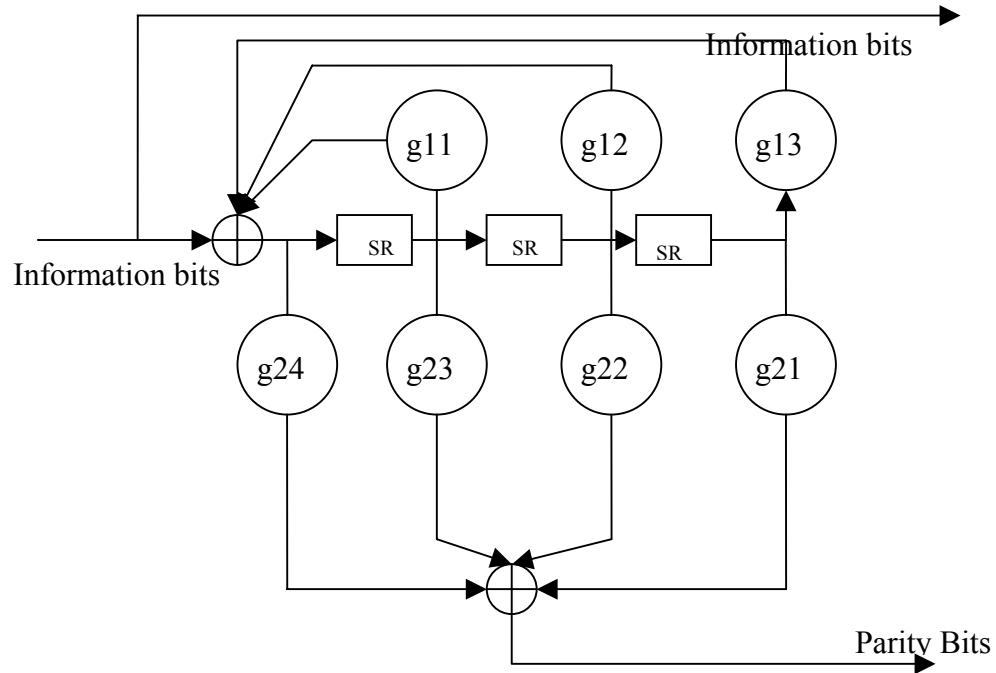 Information bits
g11
g12
g13
SR
SR
SR
Information bits
g24
g23
g22
g21
Parity Bits